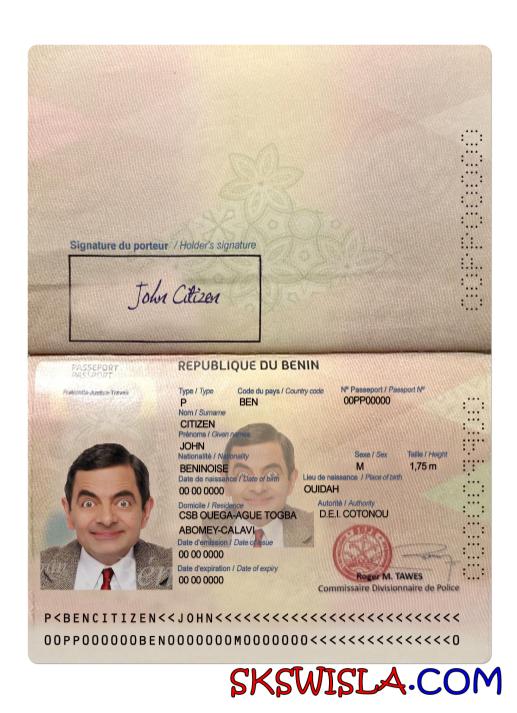 Signature du porteur / Holder's signature
John Citizen
PASSEPORT
PASSPORT
REPUBLIQUE DU BENIN
Fraternité-Justice-Travail
Type / Type
Code du pays / Country code
N° Passeport / Passport N°
P
BEN
00PP00000
Nom / Surname
CITIZEN
Prénoms / Given names
JOHN
Nationalité / Nationality
Sexe / Sex
Taille / Height
BENINOISE
M
1,75 m
Date de naissance / Date of birth
Lieu de naissance / Place of birth
00 00 0000
OUIDAH
Domicile / Residence
Autorité / Authority
CSB OUEGA-AGUE TOGBA
D.E.I. COTONOU
ABOMEY-CALAVI
Date d'émission / Date of issue
00 00 0000
Date d'expiration / Date of expiry
00 00 0000
Roger M. TAWES
Commissaire Divisionnaire de Police
P<BENCITIZEN<<JOHN<<<<<<<<<<<<<<<<<<<<<<<<<<
00PP000000BEN0000000M0000000<<<<<<<<<<<<<<<0
SKSWISLA.COM